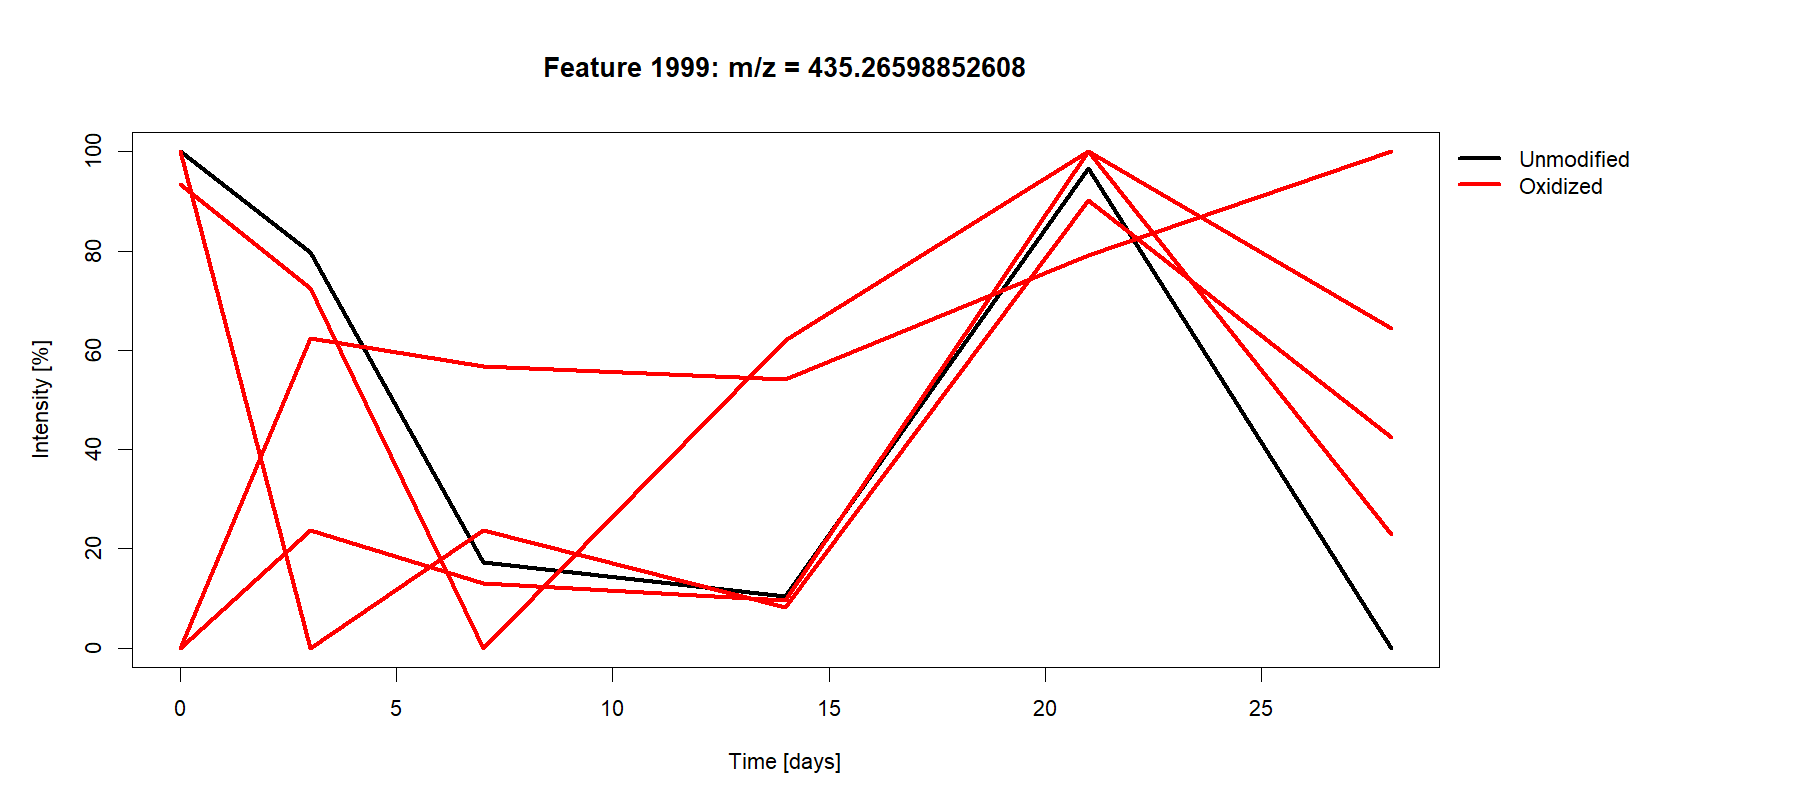 Feature 1999: m/z = 435.26598852608
Unmodified
Oxidized
100
80
60
40
20
0
Intensity [%]
0 5 10 15 20 25
Time [days]